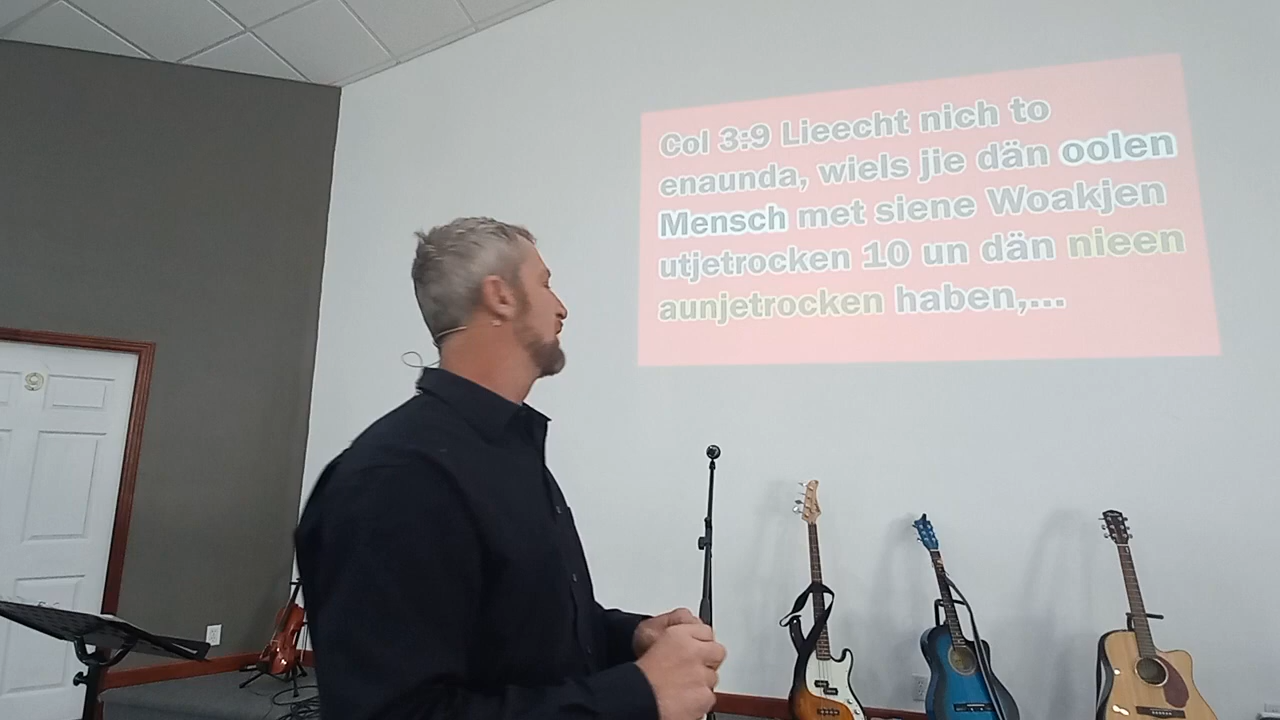 Col 3:9 Lieecht nich to
enaunda, wiels jie dän oolen
Mensch met siene Woakjen
utjetrocken 10 un dän nieen
aunjetrocken haben,...